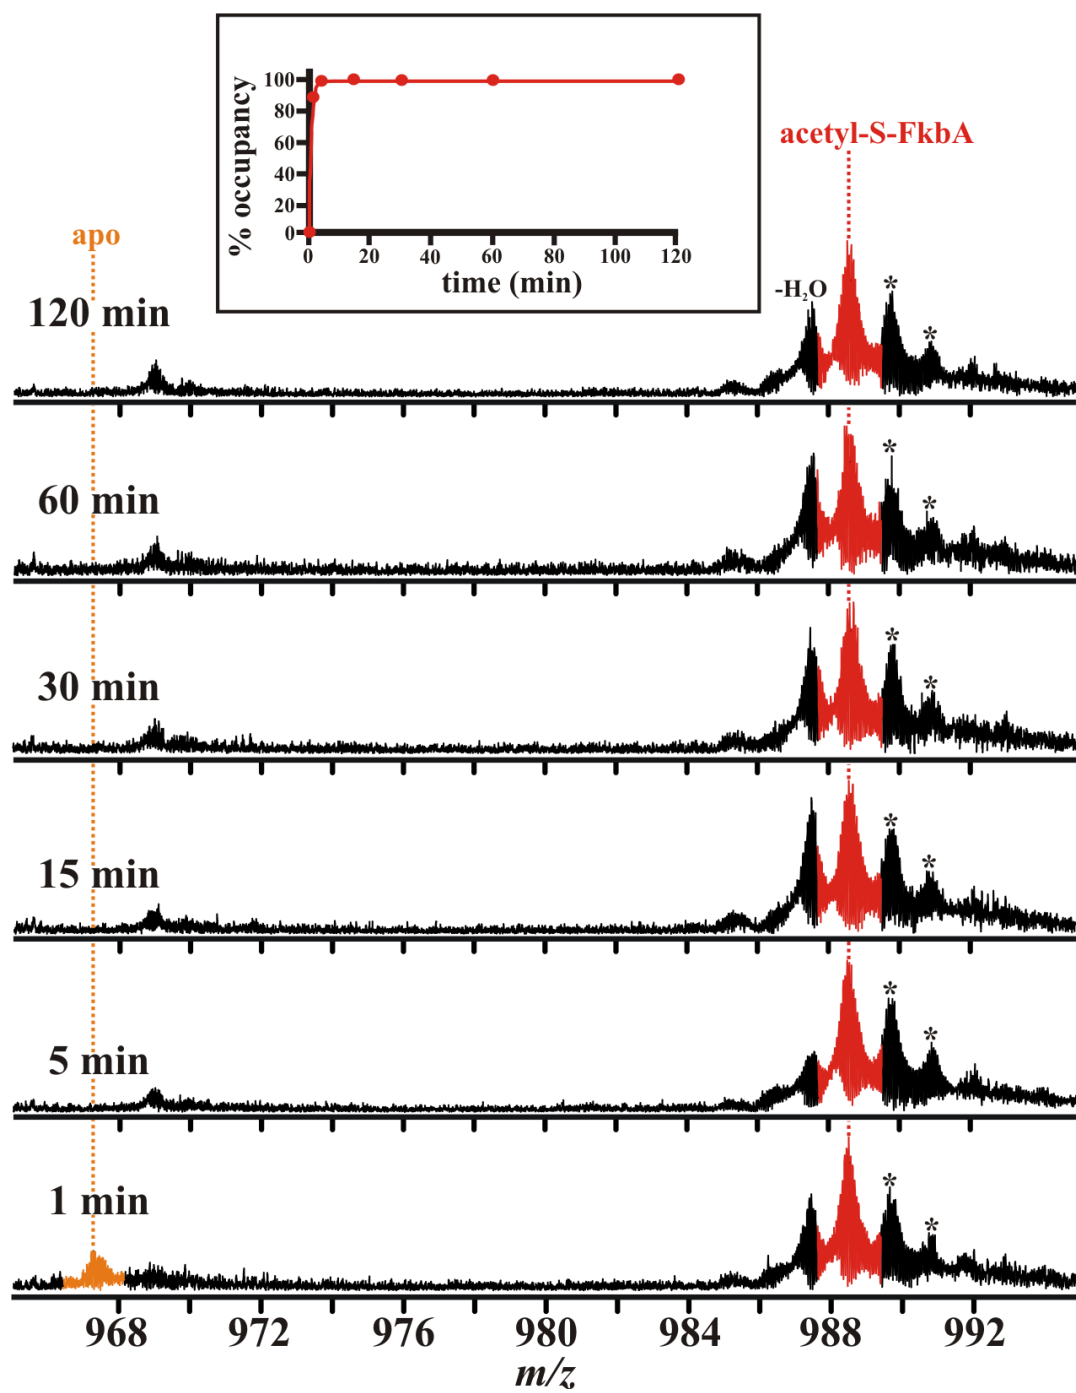 100
80
60
40
20
0
% occupancy
0 20 40 60 80 100 120
time (min)
acetyl-S-FkbA
apo
120 min
-H₂O
*
*
60 min
*
*
30 min
*
*
15 min
*
*
5 min
*
*
1 min
*
*
968 972 976 980 984 988 992
m/z